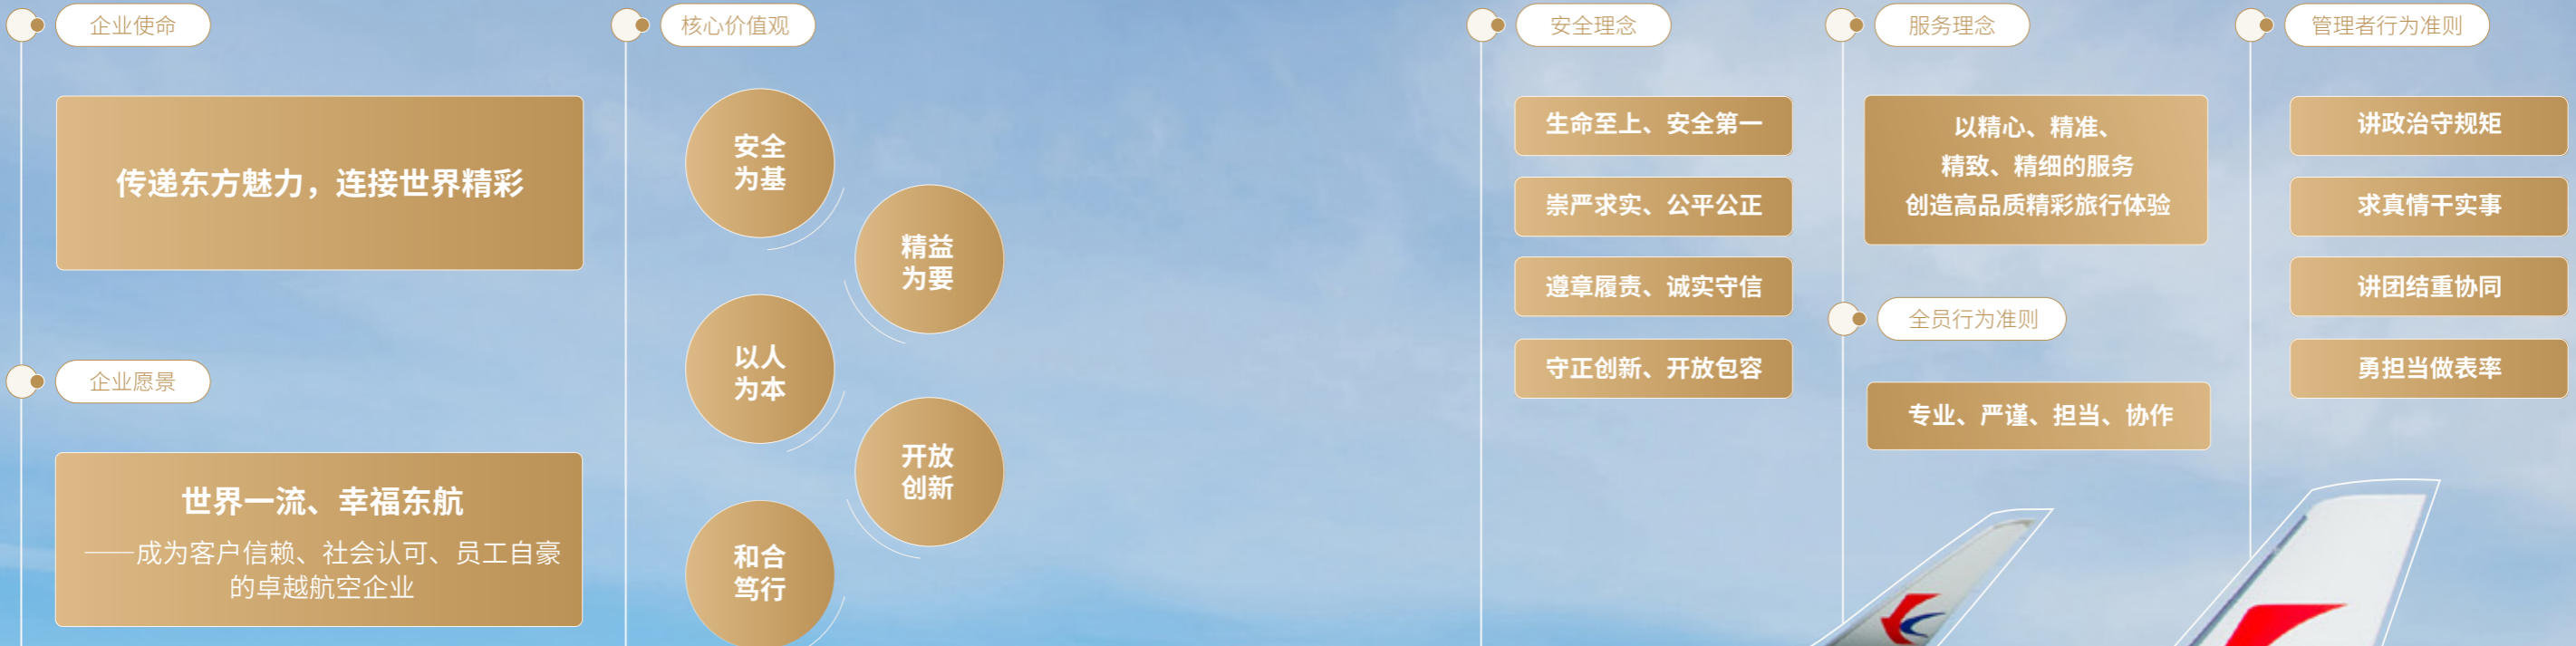 企业使命
传递东方魅力，连接世界精彩
企业愿景
世界一流、幸福东航
——成为客户信赖、社会认可、员工自豪
的卓越航空企业
核心价值观
安全
为基
精益
为要
以人
为本
开放
创新
和合
笃行
安全理念
生命至上、安全第一
崇严求实、公平公正
遵章履责、诚实守信
守正创新、开放包容
服务理念
以精心、精准、
精致、精细的服务
创造高品质精彩旅行体验
全员行为准则
专业、严谨、担当、协作
管理者行为准则
讲政治守规矩
求真情干实事
讲团结重协同
勇担当做表率